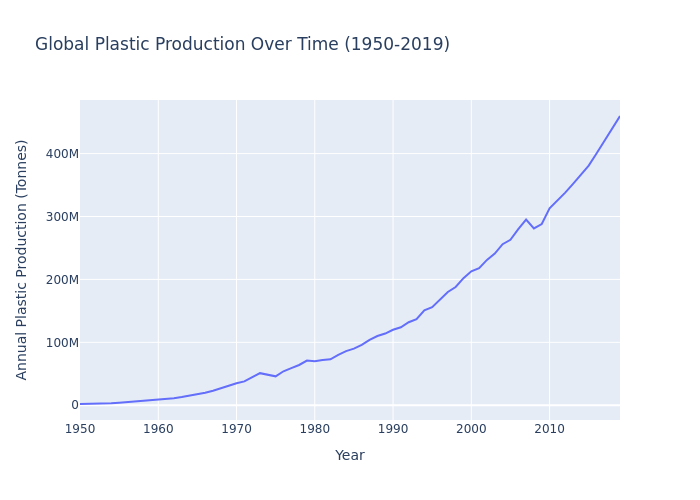 Global Plastic Production Over Time (1950-2019)
Annual Plastic Production (Tonnes)
400M
300M
200M
100M
0
1950 1960 1970 1980 1990 2000 2010
Year